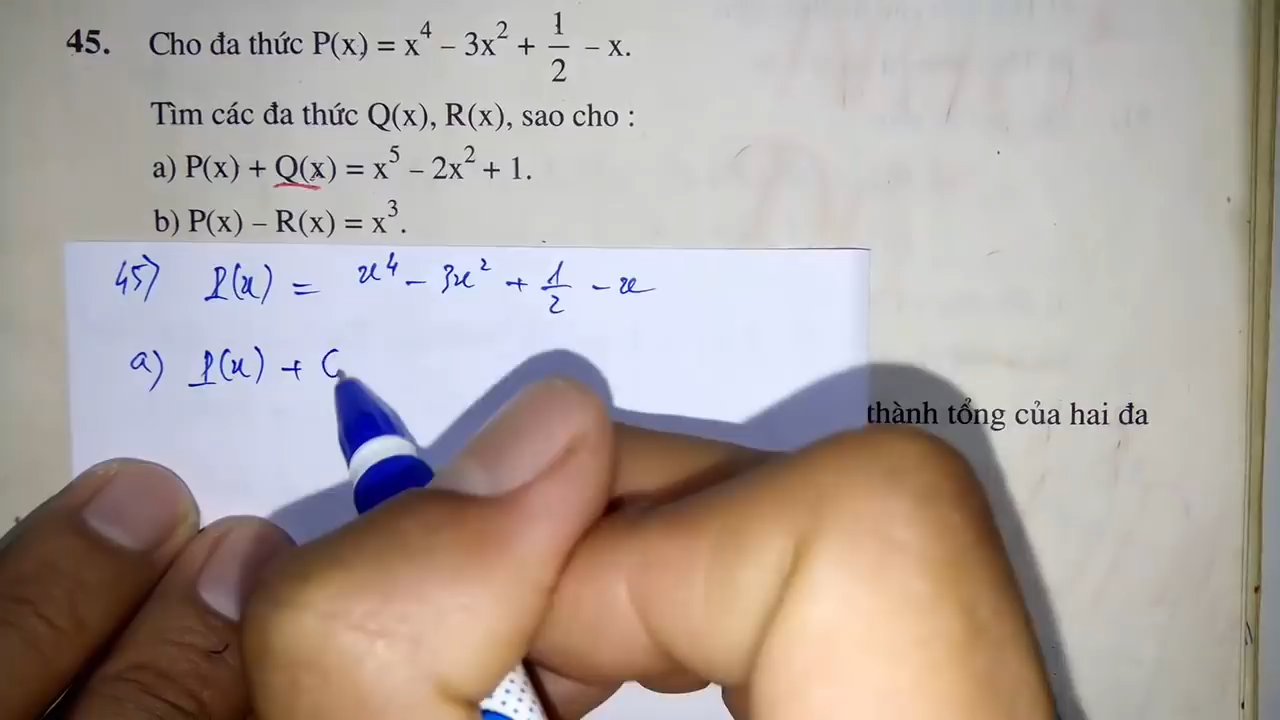 45. Cho đa thức P(x) = x⁴ – 3x² + 1/2 – x.
Tìm các đa thức Q(x), R(x), sao cho :
a) P(x) + Q(x) = x⁵ – 2x² + 1.
b) P(x) – R(x) = x³.
45) P(x) = x⁴ – 3x² + 1/2 – x
a) P(x) + C
thành tổng của hai đa